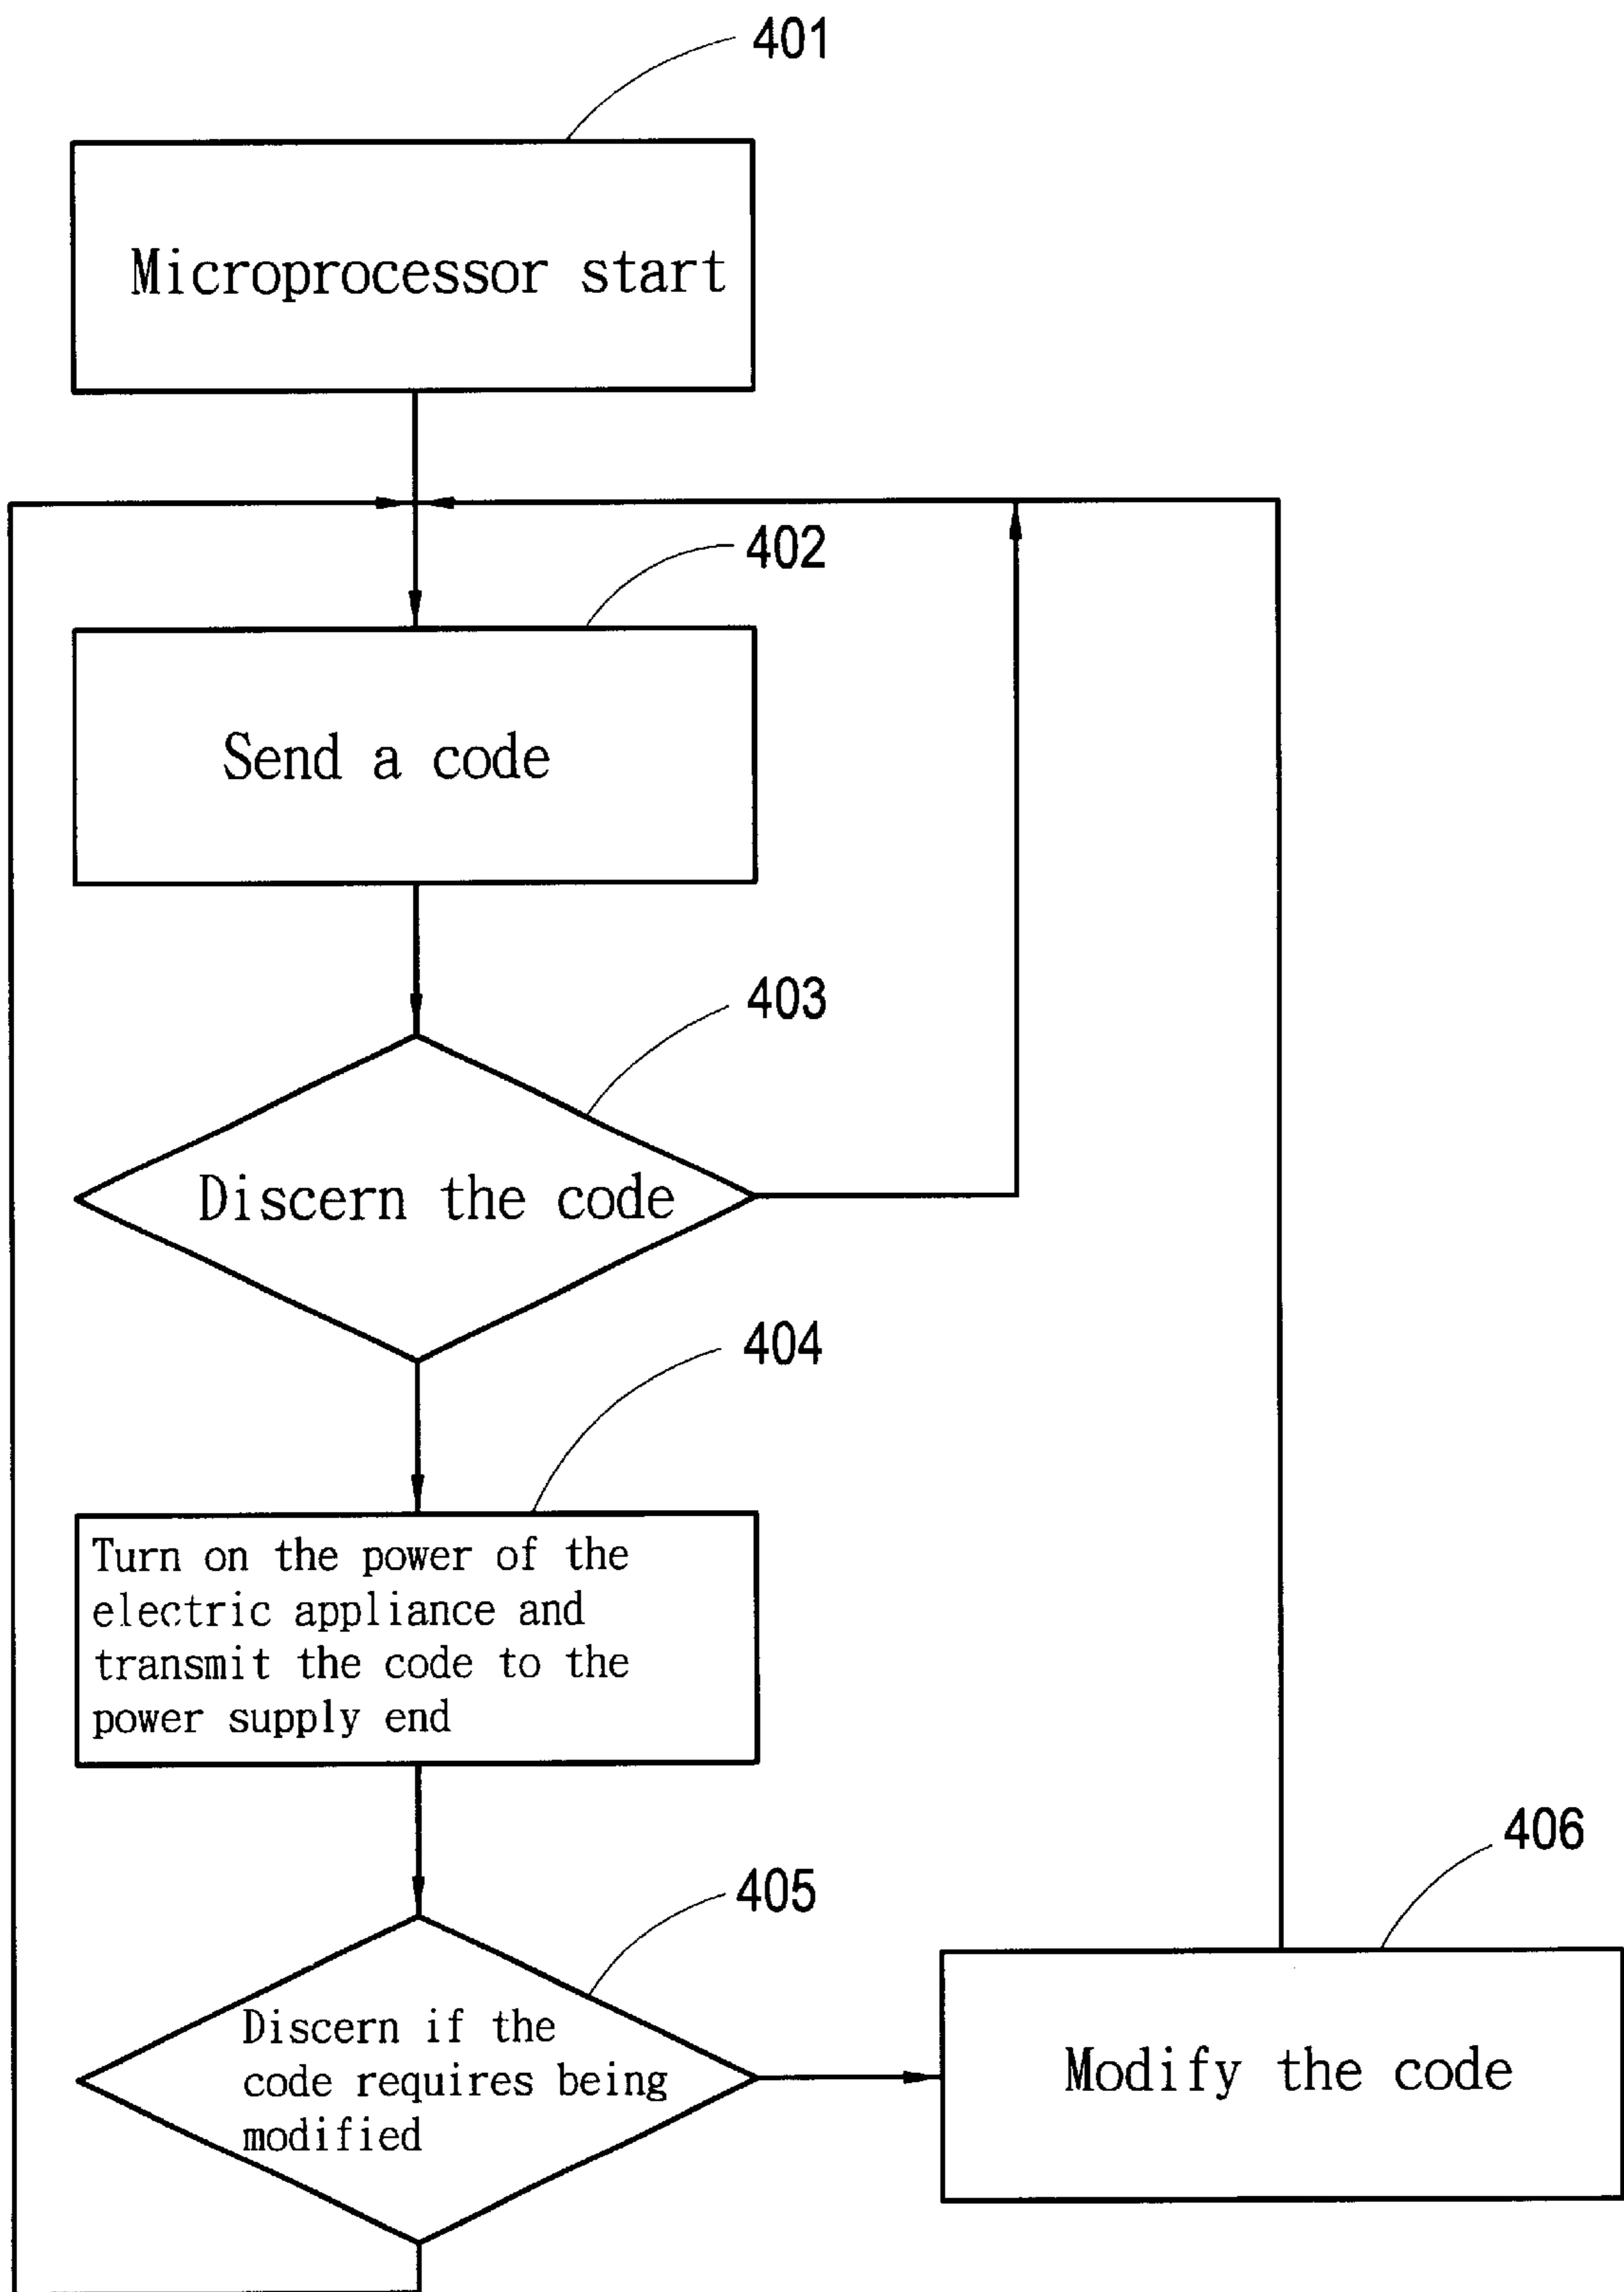 401
Microprocessor start
402
Send a code
403
Discern the code
404
Turn on the power of the
electric appliance and
transmit the code to the
power supply end
405
406
Discern if the
code requires being
modified
Modify the code